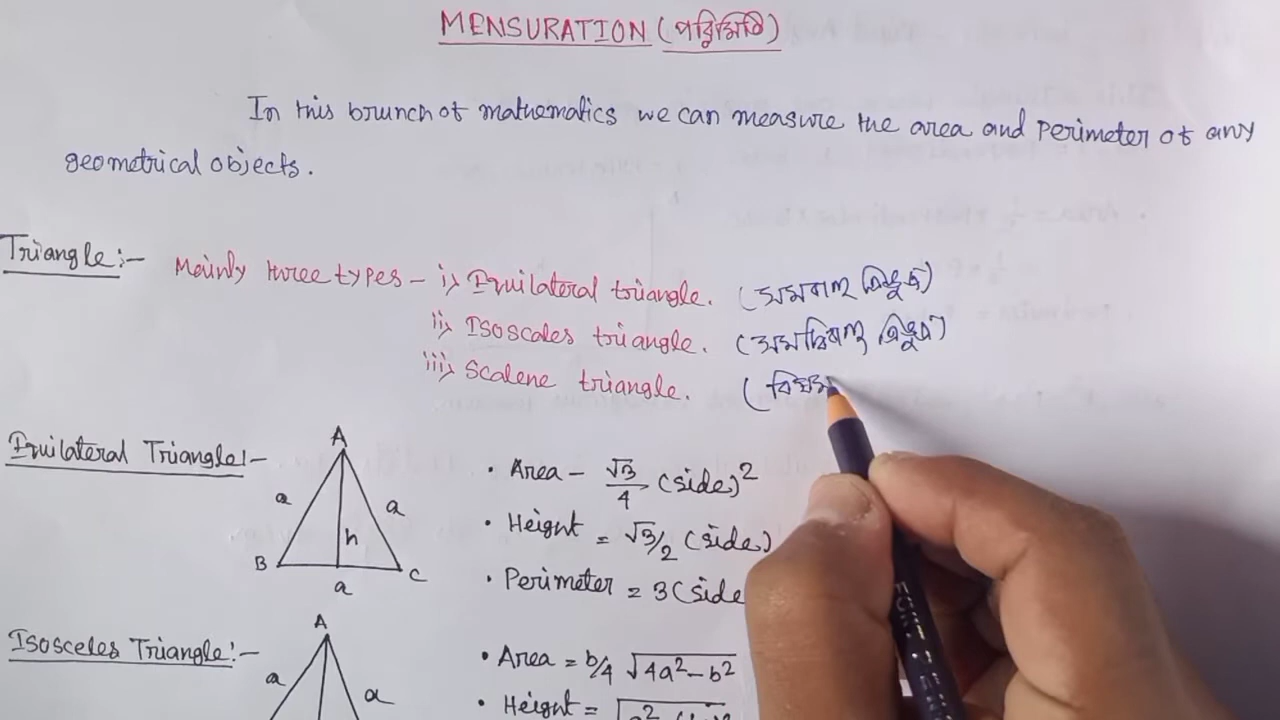 MENSURATION (পরিমিতি)
In this brunch of mathematics we can measure the area and perimeter of any
geometrical objects.
Triangle:- Mainly three types - i) Equilateral triangle. (সমবাহু ত্রিভুজ)
ii) Isoscales triangle. (সমদ্বিবাহু ত্রিভুজ)
iii) Scalene triangle. (বিষম
Equilateral Triangle:-
A
a
a
h
B
a
C
• Area - √3/4 (side)²
• Height = √3/2 (side)
• Perimeter = 3(side
Isosceles Triangle:-
A
a
a
• Area = b/4 √4a²-b²
• Height =